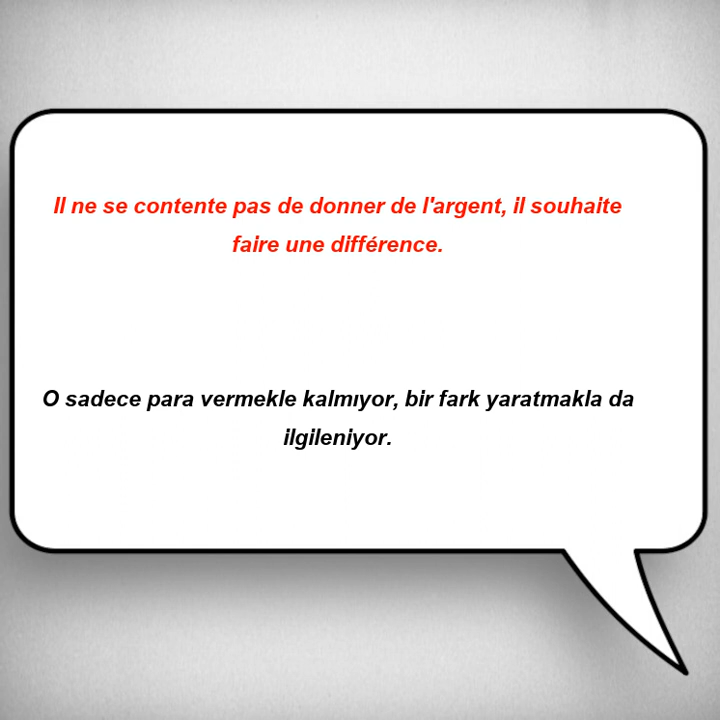 Il ne se contente pas de donner de l'argent, il souhaite
faire une différence.
O sadece para vermekle kalmıyor, bir fark yaratmakla da
ilgileniyor.